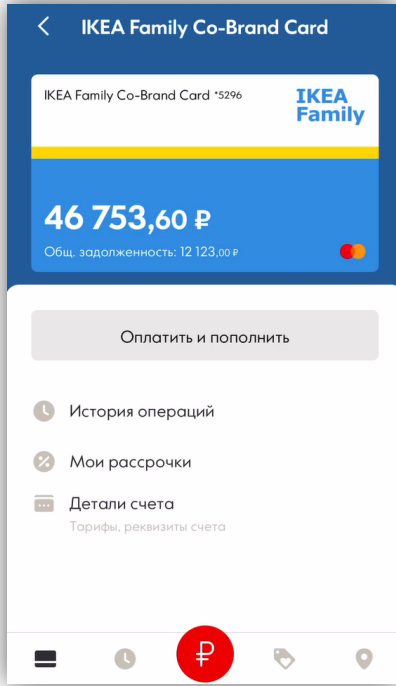 IKEA Family Co-Brand Card
IKEA Family Co-Brand Card *5296
IKEA
Family
46 753,60 ₽
Общ. задолженность: 12 123,00 ₽
Оплатить и пополнить
История операций
Мои рассрочки
Детали счета
Тарифы, реквизиты счета
₽